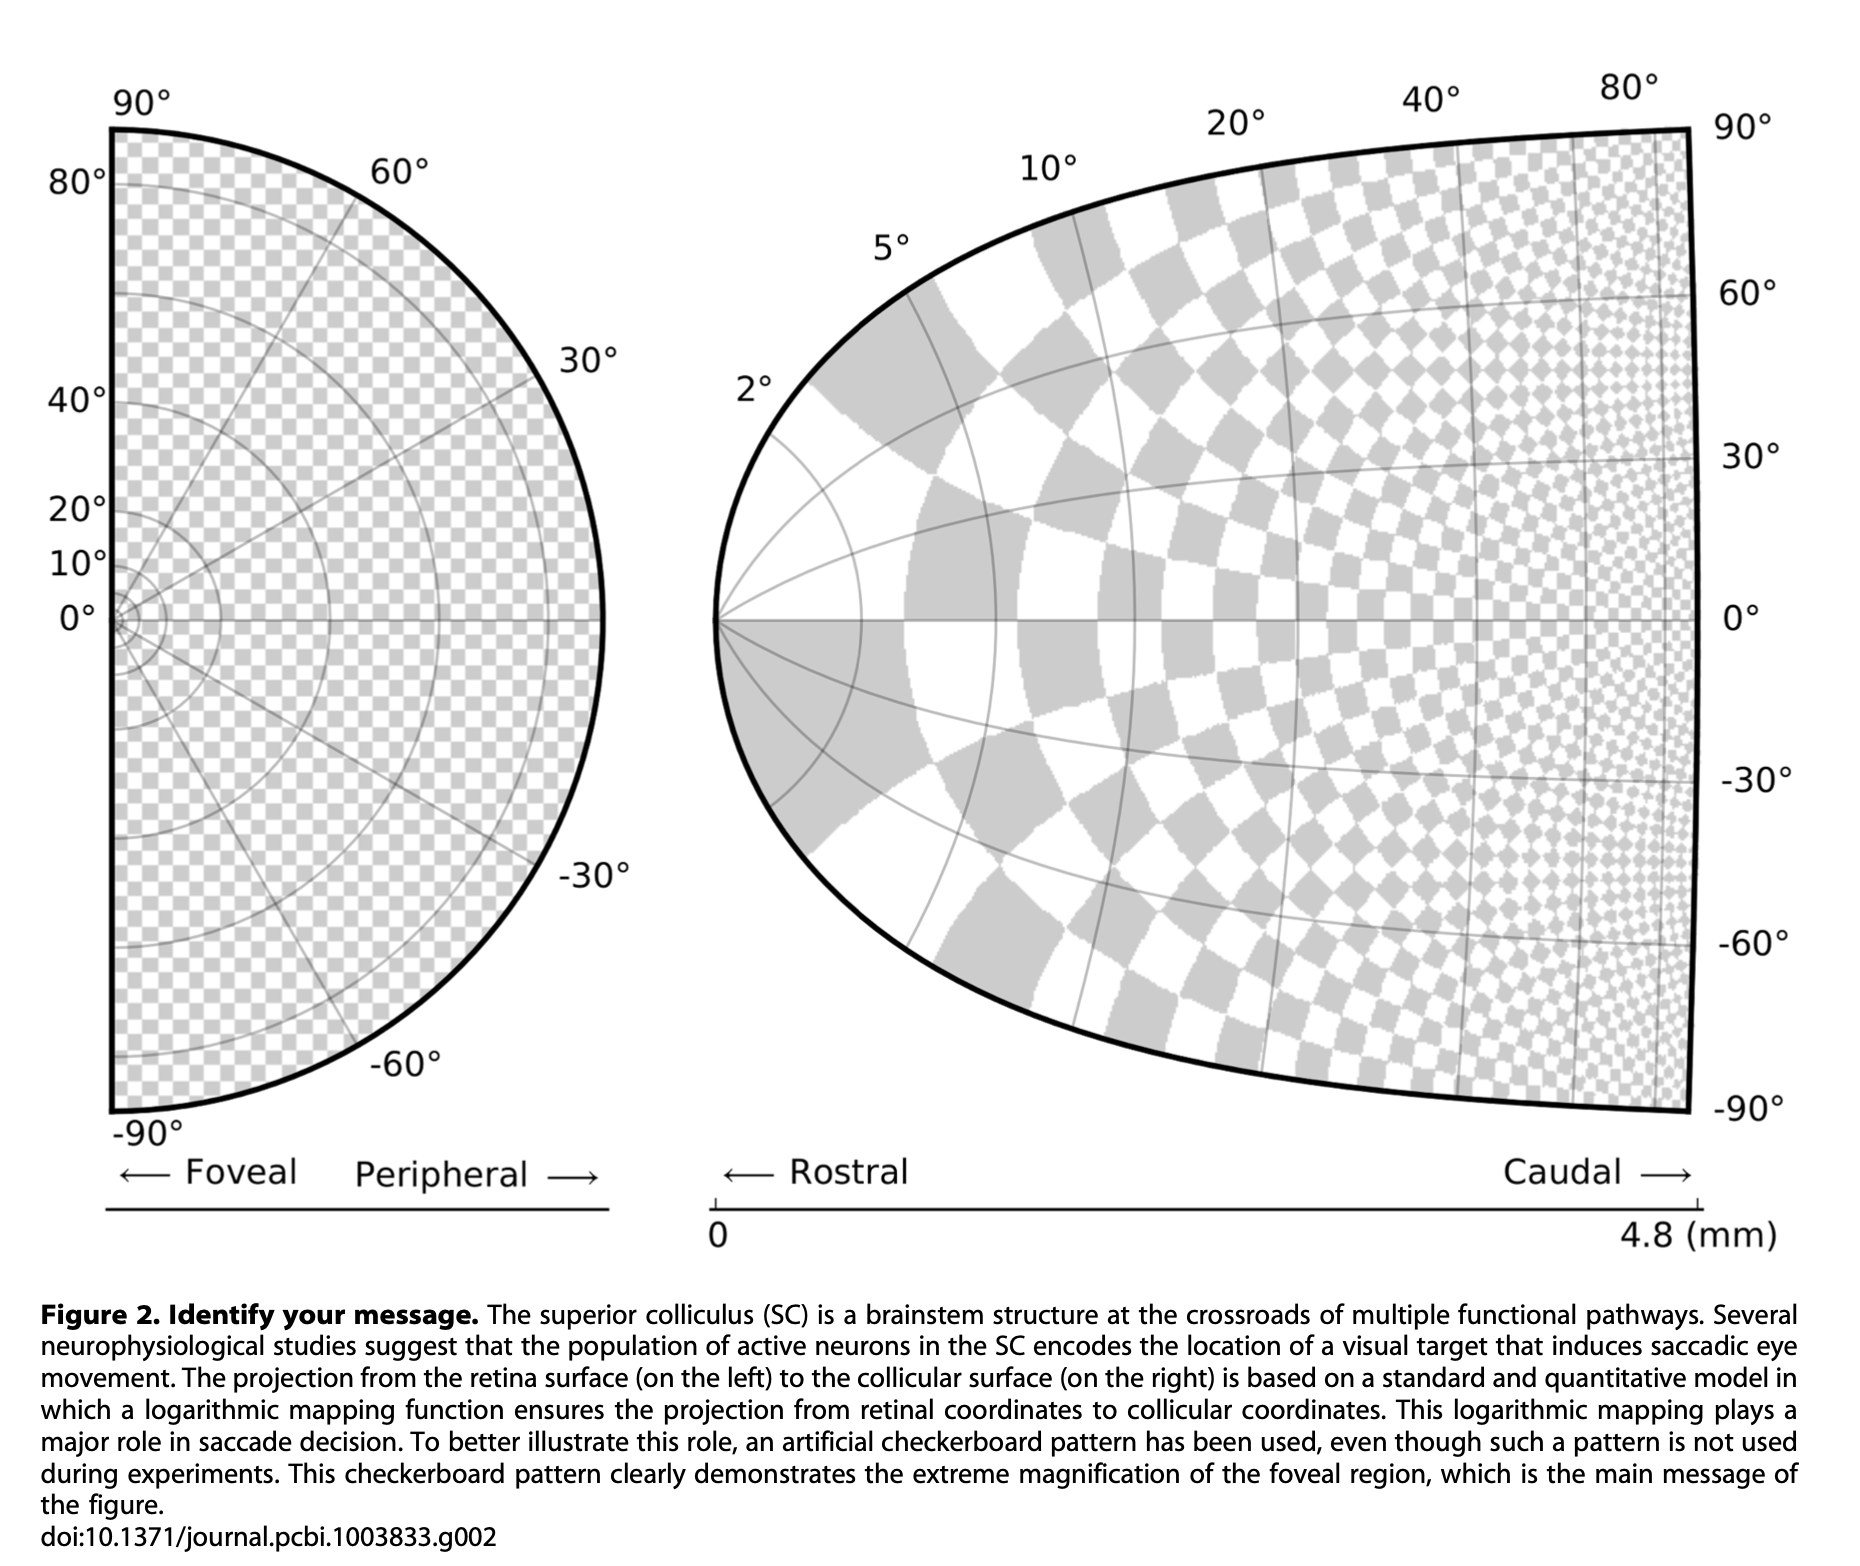 90°
80°
60°
40°
30°
20°
10°
0°
-30°
-60°
-90°
← Foveal Peripheral →
2°
5°
10°
20°
40°
80°
90°
60°
30°
0°
-30°
-60°
-90°
← Rostral Caudal →
0 4.8 (mm)
Figure 2. Identify your message. The superior colliculus (SC) is a brainstem structure at the crossroads of multiple functional pathways. Several
neurophysiological studies suggest that the population of active neurons in the SC encodes the location of a visual target that induces saccadic eye
movement. The projection from the retina surface (on the left) to the collicular surface (on the right) is based on a standard and quantitative model in
which a logarithmic mapping function ensures the projection from retinal coordinates to collicular coordinates. This logarithmic mapping plays a
major role in saccade decision. To better illustrate this role, an artificial checkerboard pattern has been used, even though such a pattern is not used
during experiments. This checkerboard pattern clearly demonstrates the extreme magnification of the foveal region, which is the main message of
the figure.
doi:10.1371/journal.pcbi.1003833.g002